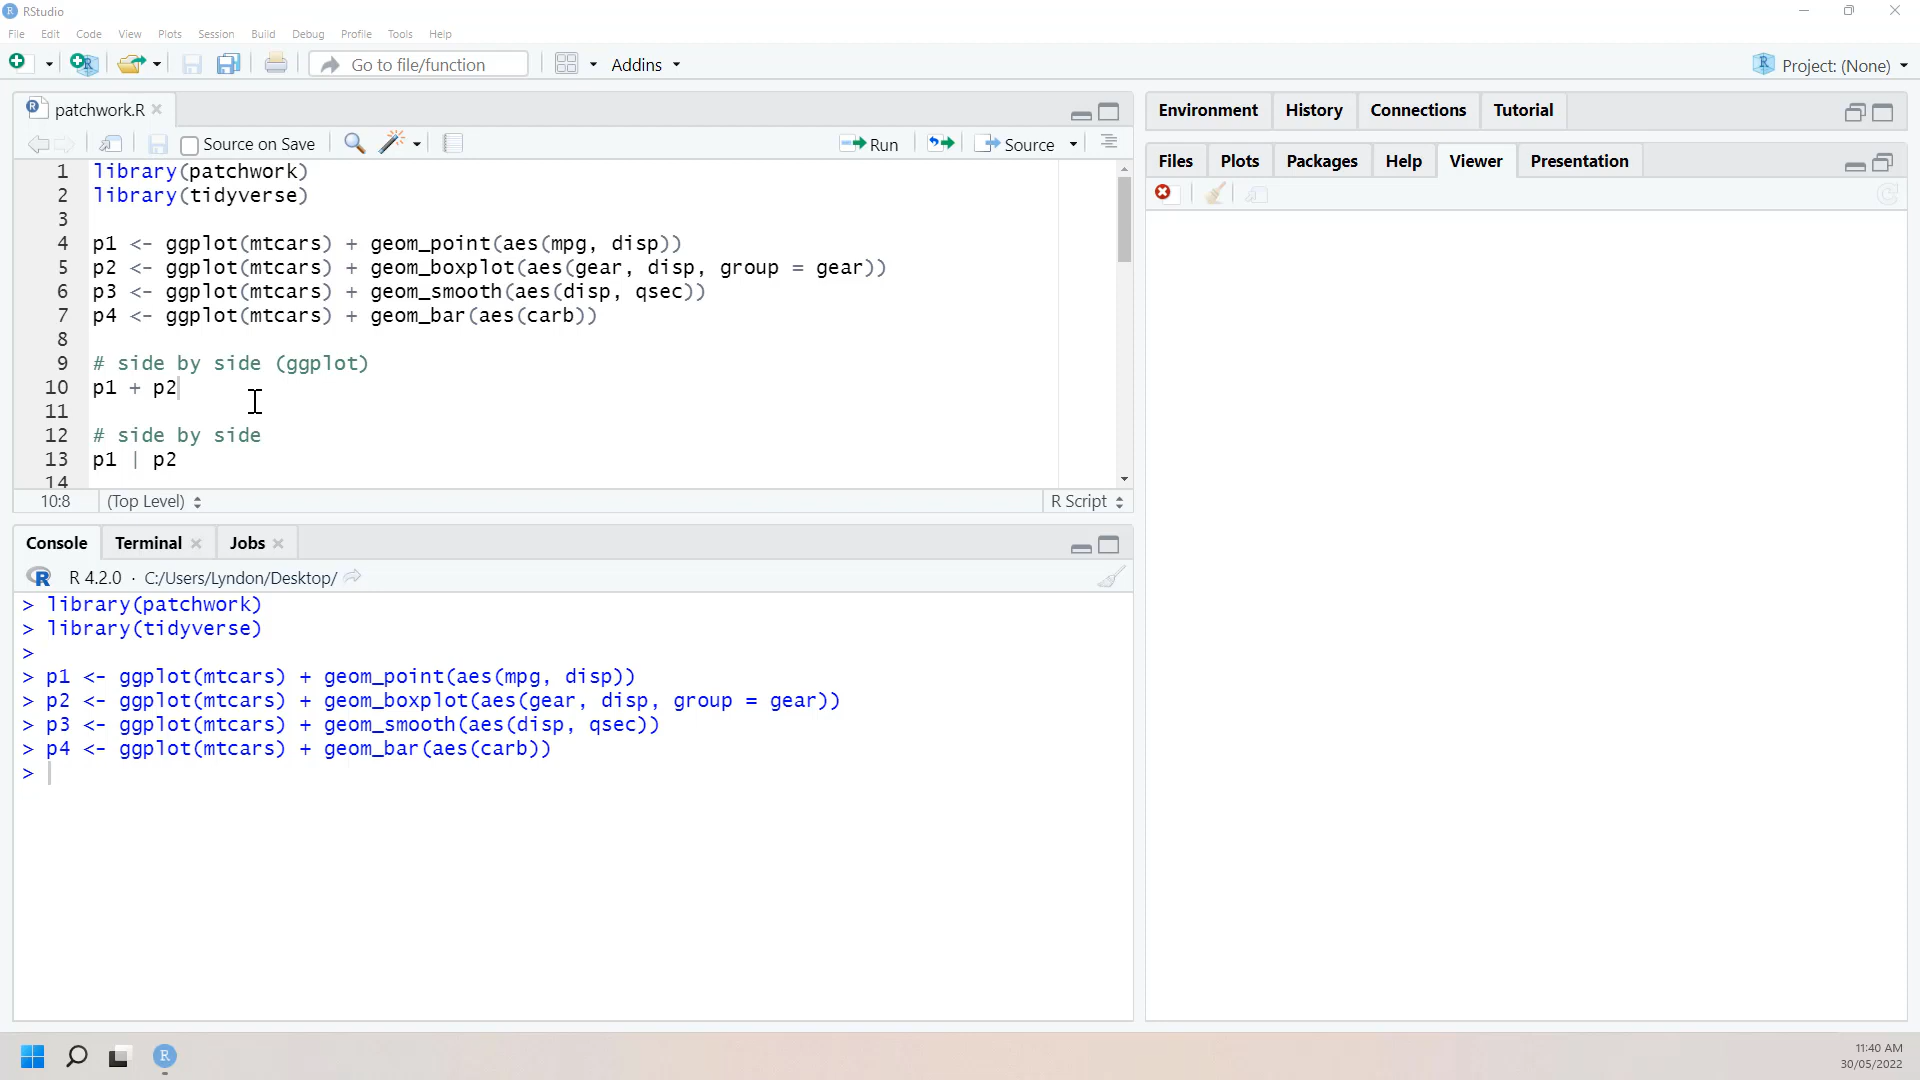 RStudio
File Edit Code View Plots Session Build Debug Profile Tools Help
Go to file/function Addins Project: (None)
patchwork.R
Source on Save Run Source
1 library(patchwork)
2 library(tidyverse)
3
4 p1 <- ggplot(mtcars) + geom_point(aes(mpg, disp))
5 p2 <- ggplot(mtcars) + geom_boxplot(aes(gear, disp, group = gear))
6 p3 <- ggplot(mtcars) + geom_smooth(aes(disp, qsec))
7 p4 <- ggplot(mtcars) + geom_bar(aes(carb))
8
9 # side by side (ggplot)
10 p1 + p2
11
12 # side by side
13 p1 | p2
14
10:8 (Top Level) R Script
Console Terminal Jobs
R 4.2.0 · C:/Users/Lyndon/Desktop/
> library(patchwork)
> library(tidyverse)
>
> p1 <- ggplot(mtcars) + geom_point(aes(mpg, disp))
> p2 <- ggplot(mtcars) + geom_boxplot(aes(gear, disp, group = gear))
> p3 <- ggplot(mtcars) + geom_smooth(aes(disp, qsec))
> p4 <- ggplot(mtcars) + geom_bar(aes(carb))
>
Environment History Connections Tutorial
Files Plots Packages Help Viewer Presentation
11:40 AM
30/05/2022